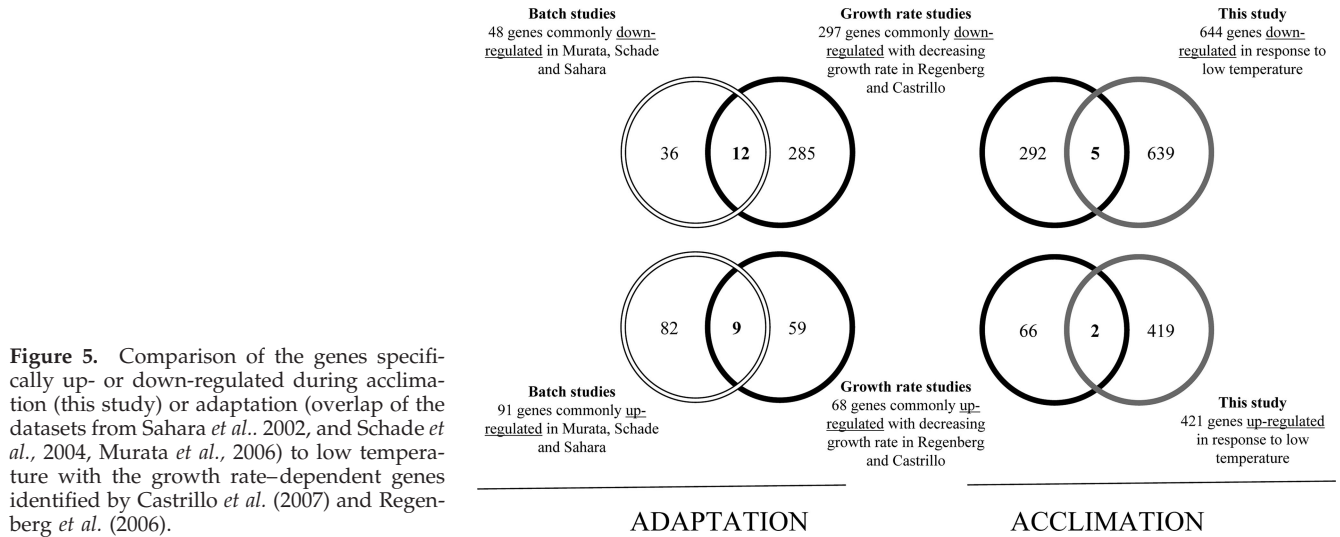 Batch studies
48 genes commonly down-
regulated in Murata, Schade
and Sahara
Growth rate studies
297 genes commonly down-
regulated with decreasing
growth rate in Regenberg
and Castrillo
This study
644 genes down-
regulated in response to
low temperature
36
12
285
292
5
639
82
9
59
66
2
419
Batch studies
91 genes commonly up-
regulated in Murata, Schade
and Sahara
Growth rate studies
68 genes commonly up-
regulated with decreasing
growth rate in Regenberg
and Castrillo
This study
421 genes up-regulated
in response to low
temperature
ADAPTATION
ACCLIMATION
Figure 5. Comparison of the genes specifi-
cally up- or down-regulated during acclima-
tion (this study) or adaptation (overlap of the
datasets from Sahara et al.. 2002, and Schade et
al., 2004, Murata et al., 2006) to low tempera-
ture with the growth rate–dependent genes
identified by Castrillo et al. (2007) and Regen-
berg et al. (2006).